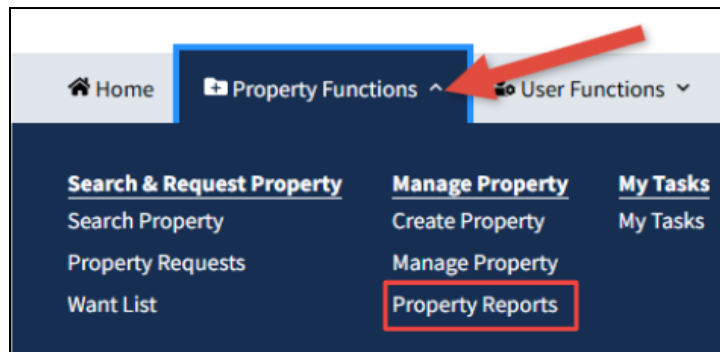 Home Property Functions User Functions
Search & Request Property Manage Property My Tasks
Search Property Create Property My Tasks
Property Requests Manage Property
Want List Property Reports